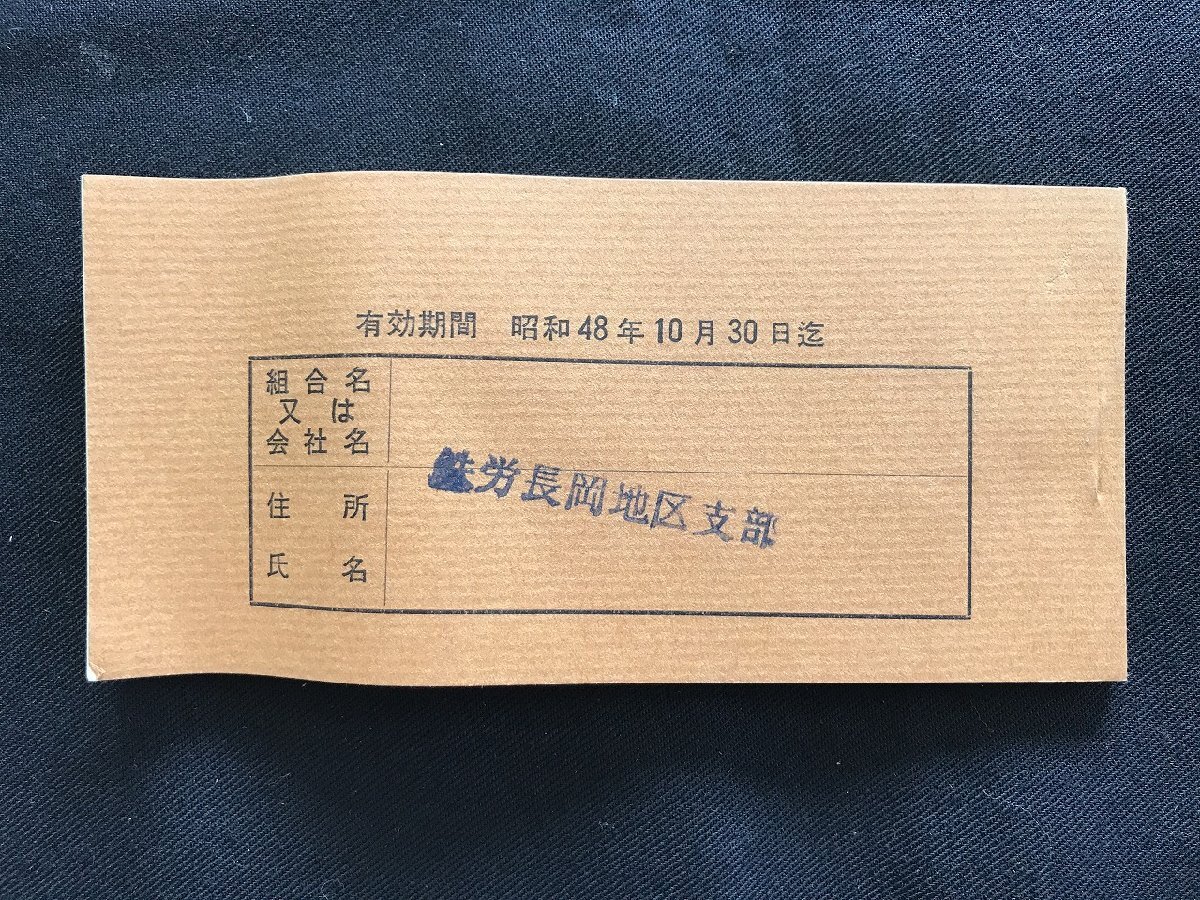 有効期間 昭和48年10月30日迄
組合名
又は
会社名
住所
氏名
鉄労長岡地区支部